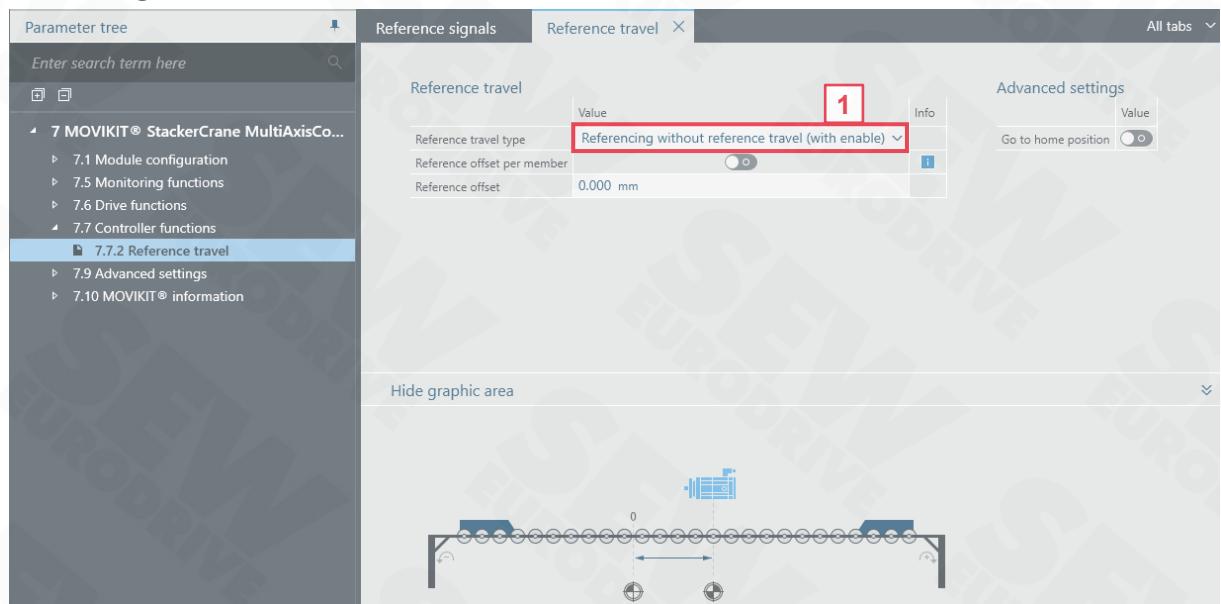 Parameter tree
Reference signals
Reference travel
All tabs
Enter search term here
Reference travel
Advanced settings
1
Value
Info
Value
Reference travel type
Referencing without reference travel (with enable)
Go to home position
Reference offset per member
i
Reference offset
0.000 mm
7 MOVIKIT® StackerCrane MultiAxisCo...
7.1 Module configuration
7.5 Monitoring functions
7.6 Drive functions
7.7 Controller functions
7.7.2 Reference travel
7.9 Advanced settings
7.10 MOVIKIT® information
Hide graphic area
0
SEW
EURODRIVE